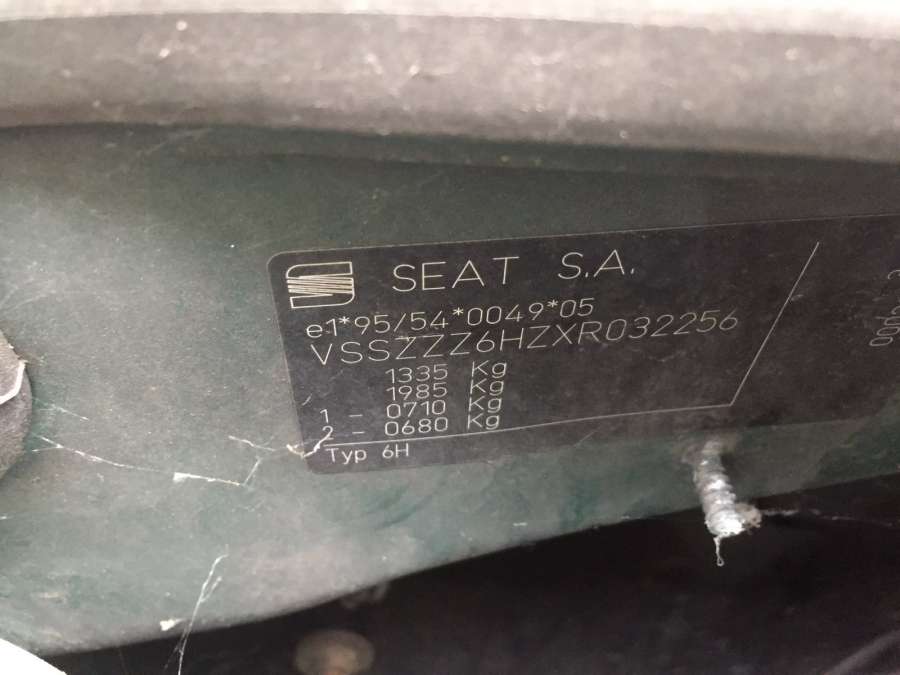 SEAT S.A.
e1*95/54*0049*05
VSSZZZ6HZXR032256
1335 Kg
1985 Kg
1 - 0710 Kg
2 - 0680 Kg
Typ 6H